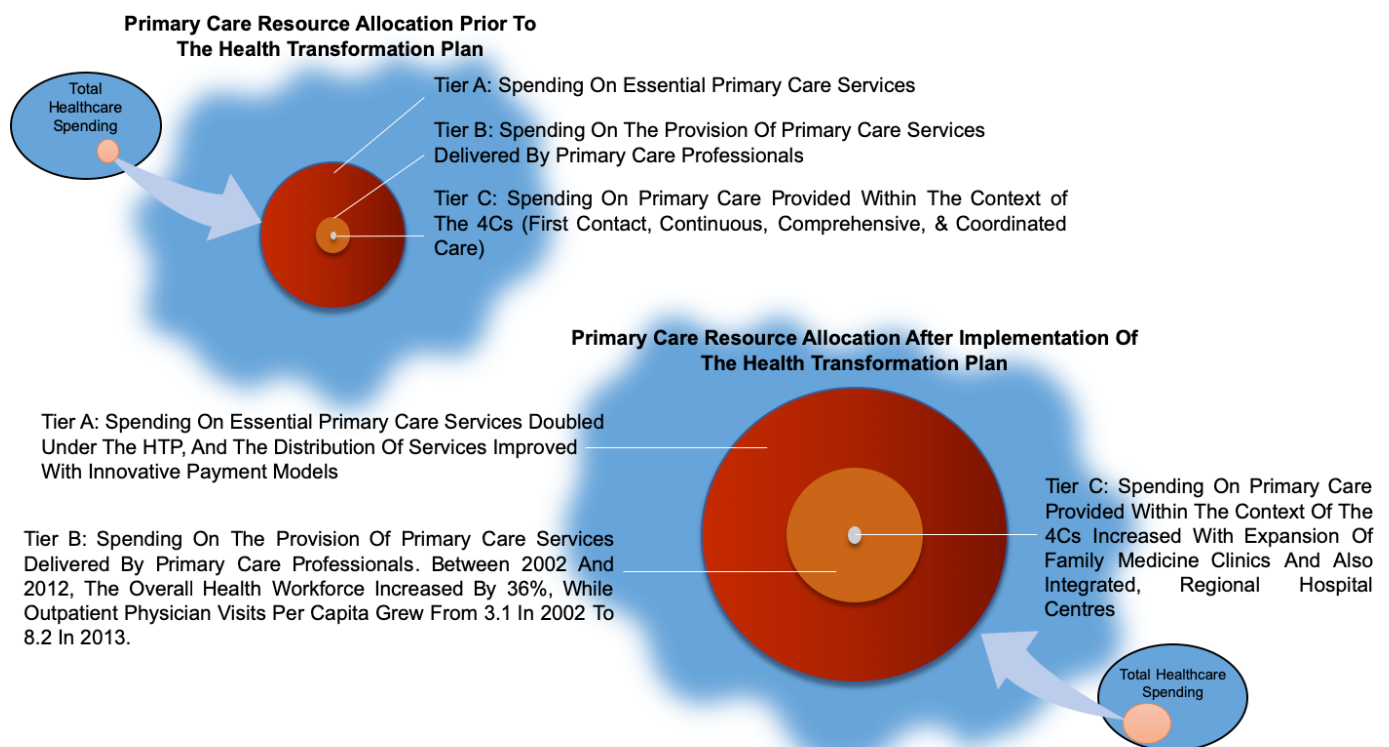 Primary Care Resource Allocation Prior To
The Health Transformation Plan
Total
Healthcare
Spending
Tier A: Spending On Essential Primary Care Services
Tier B: Spending On The Provision Of Primary Care Services
Delivered By Primary Care Professionals
Tier C: Spending On Primary Care Provided Within The Context of
The 4Cs (First Contact, Continuous, Comprehensive, & Coordinated
Care)
Primary Care Resource Allocation After Implementation Of
The Health Transformation Plan
Tier A: Spending On Essential Primary Care Services Doubled
Under The HTP, And The Distribution Of Services Improved
With Innovative Payment Models
Tier B: Spending On The Provision Of Primary Care Services
Delivered By Primary Care Professionals. Between 2002 And
2012, The Overall Health Workforce Increased By 36%, While
Outpatient Physician Visits Per Capita Grew From 3.1 In 2002 To
8.2 In 2013.
Tier C: Spending On Primary Care
Provided Within The Context Of The
4Cs Increased With Expansion Of
Family Medicine Clinics And Also
Integrated, Regional Hospital
Centres
Total Healthcare
Spending